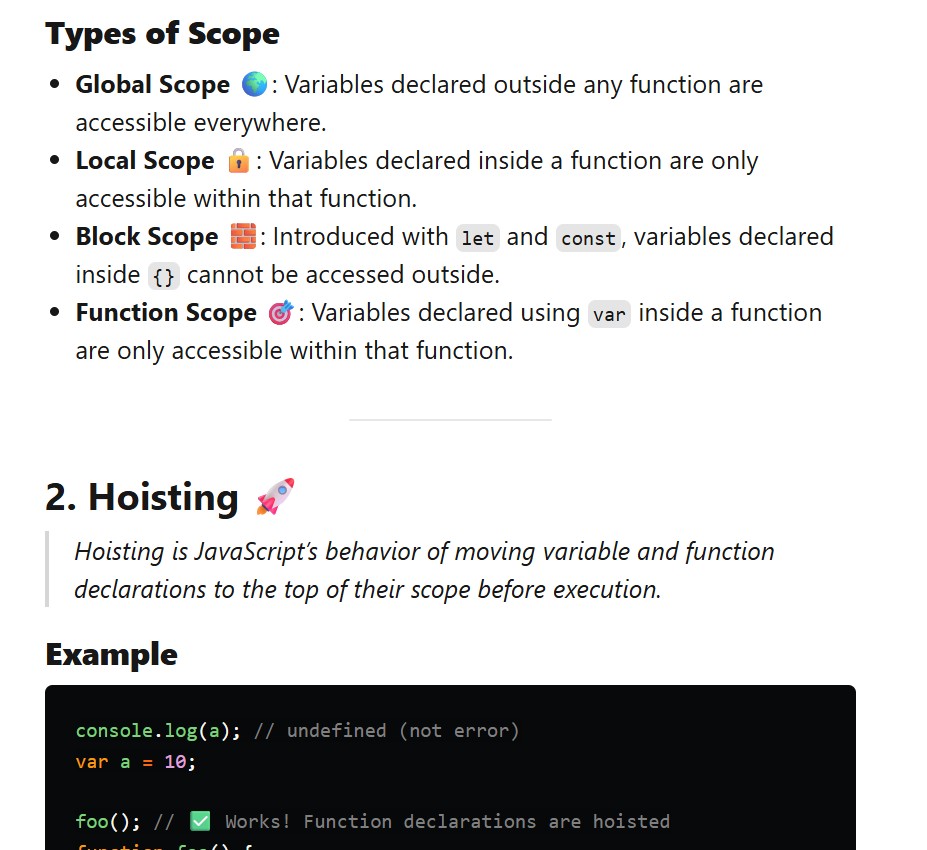 Types of Scope
• Global Scope 🌍: Variables declared outside any function are
accessible everywhere.
• Local Scope 🔒: Variables declared inside a function are only
accessible within that function.
• Block Scope 🧱: Introduced with let and const, variables declared
inside {} cannot be accessed outside.
• Function Scope 🎯: Variables declared using var inside a function
are only accessible within that function.
2. Hoisting 🚀
Hoisting is JavaScript's behavior of moving variable and function
declarations to the top of their scope before execution.
Example
console.log(a); // undefined (not error)
var a = 10;
foo(); // ✅ Works! Function declarations are hoisted
function foo() {